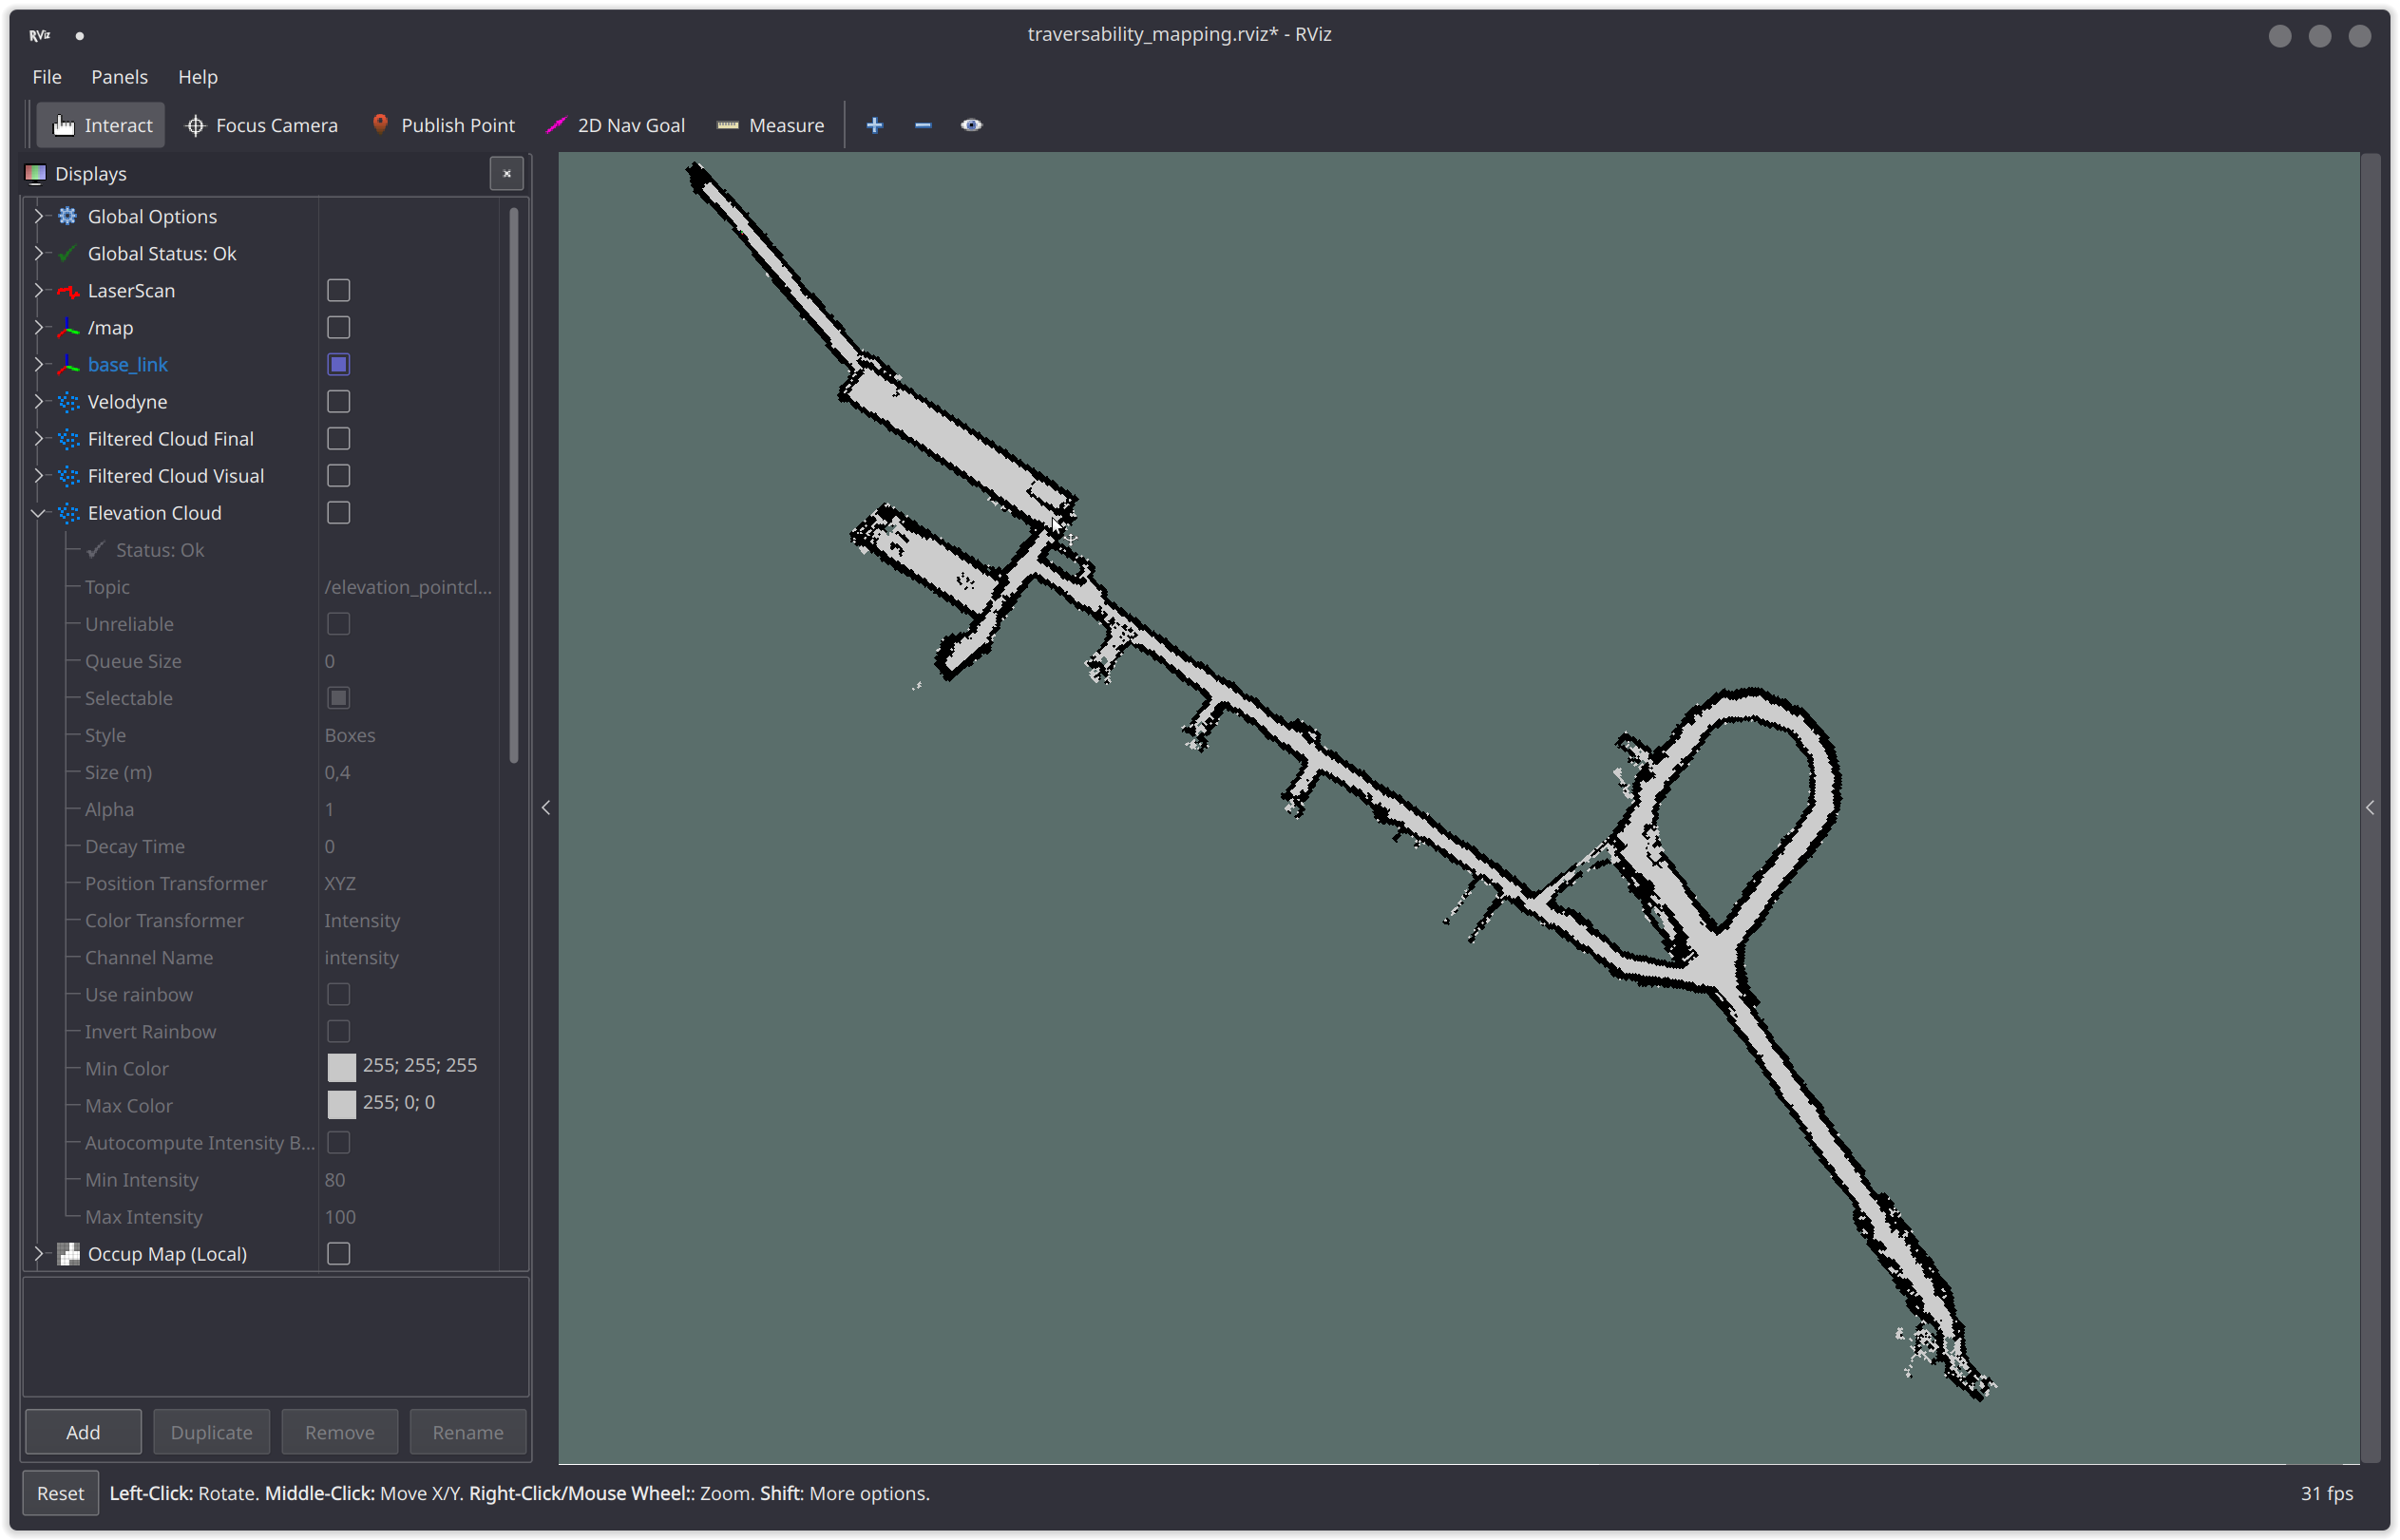 RViz
traversability_mapping.rviz* - RViz
File Panels Help
Interact Focus Camera Publish Point 2D Nav Goal Measure
Displays
Global Options
Global Status: Ok
LaserScan
/map
base_link
Velodyne
Filtered Cloud Final
Filtered Cloud Visual
Elevation Cloud
Status: Ok
Topic /elevation_pointcl...
Unreliable
Queue Size 0
Selectable
Style Boxes
Size (m) 0,4
Alpha 1
Decay Time 0
Position Transformer XYZ
Color Transformer Intensity
Channel Name intensity
Use rainbow
Invert Rainbow
Min Color 255; 255; 255
Max Color 255; 0; 0
Autocompute Intensity B...
Min Intensity 80
Max Intensity 100
Occup Map (Local)
Add Duplicate Remove Rename
Reset Left-Click: Rotate. Middle-Click: Move X/Y. Right-Click/Mouse Wheel:: Zoom. Shift: More options. 31 fps